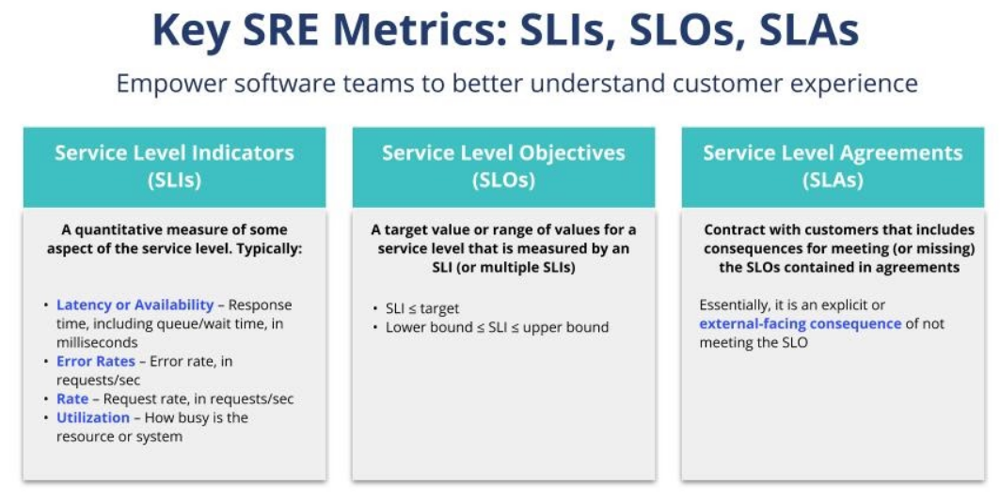 Key SRE Metrics: SLIs, SLOs, SLAs
Empower software teams to better understand customer experience
Service Level Indicators
(SLIs)
A quantitative measure of some
aspect of the service level. Typically:
• Latency or Availability – Response
time, including queue/wait time, in
milliseconds
• Error Rates – Error rate, in
requests/sec
• Rate – Request rate, in requests/sec
• Utilization – How busy is the
resource or system
Service Level Objectives
(SLOs)
A target value or range of values for a
service level that is measured by an
SLI (or multiple SLIs)
• SLI ≤ target
• Lower bound ≤ SLI ≤ upper bound
Service Level Agreements
(SLAs)
Contract with customers that includes
consequences for meeting (or missing)
the SLOs contained in agreements
Essentially, it is an explicit or
external-facing consequence of not
meeting the SLO